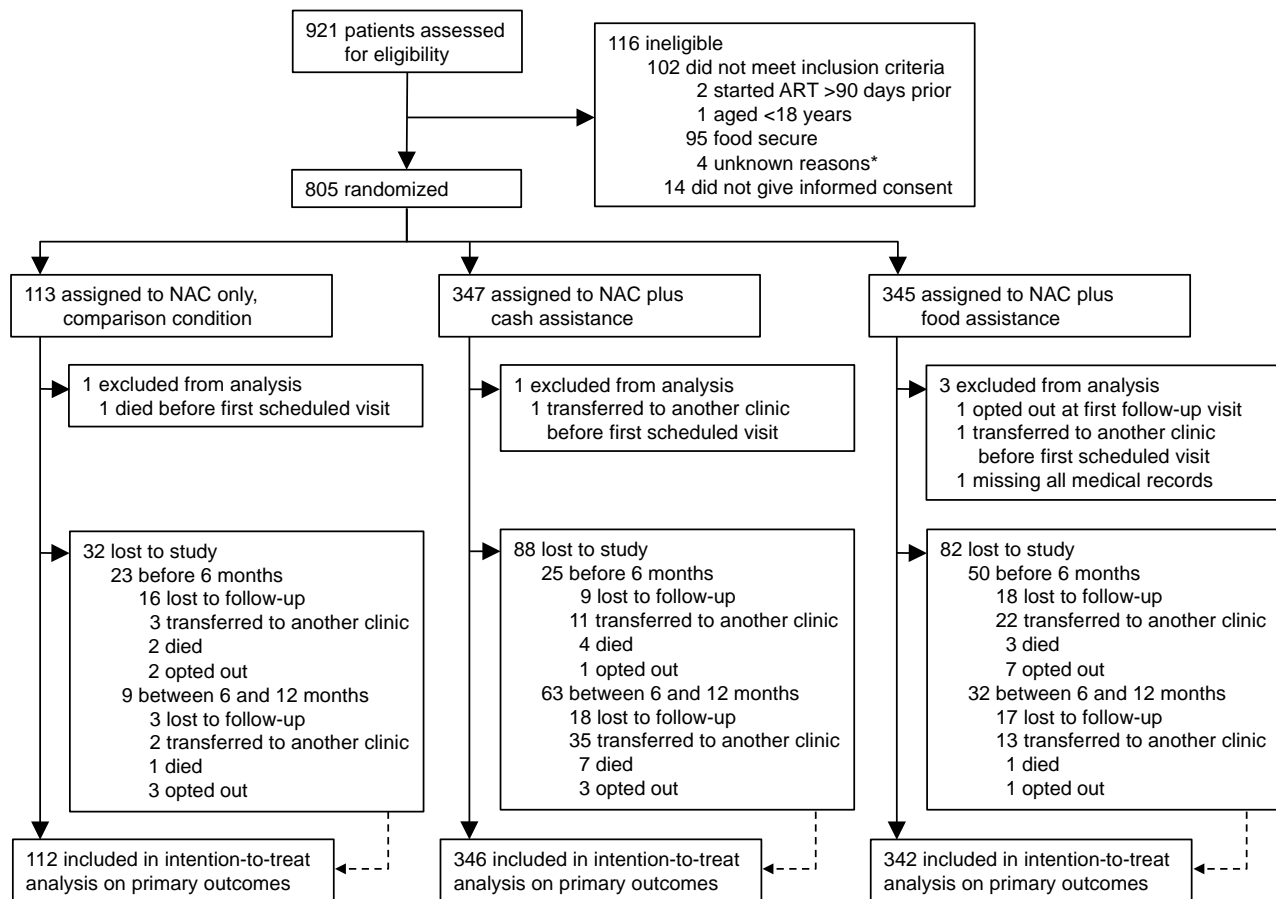 921 patients assessed
for eligibility
116 ineligible
102 did not meet inclusion criteria
2 started ART >90 days prior
1 aged <18 years
95 food secure
4 unknown reasons*
14 did not give informed consent
805 randomized
113 assigned to NAC only,
comparison condition
347 assigned to NAC plus
cash assistance
345 assigned to NAC plus
food assistance
1 excluded from analysis
1 died before first scheduled visit
1 excluded from analysis
1 transferred to another clinic
before first scheduled visit
3 excluded from analysis
1 opted out at first follow-up visit
1 transferred to another clinic
before first scheduled visit
1 missing all medical records
32 lost to study
23 before 6 months
16 lost to follow-up
3 transferred to another clinic
2 died
2 opted out
9 between 6 and 12 months
3 lost to follow-up
2 transferred to another clinic
1 died
3 opted out
88 lost to study
25 before 6 months
9 lost to follow-up
11 transferred to another clinic
4 died
1 opted out
63 between 6 and 12 months
18 lost to follow-up
35 transferred to another clinic
7 died
3 opted out
82 lost to study
50 before 6 months
18 lost to follow-up
22 transferred to another clinic
3 died
7 opted out
32 between 6 and 12 months
17 lost to follow-up
13 transferred to another clinic
1 died
1 opted out
112 included in intention-to-treat
analysis on primary outcomes
346 included in intention-to-treat
analysis on primary outcomes
342 included in intention-to-treat
analysis on primary outcomes